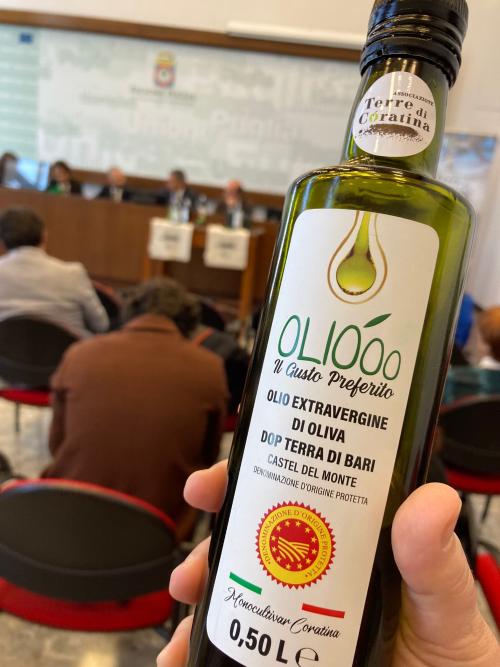 ASSOCIAZIONE
Terre di
Coratina
OLIOOO
Il Gusto Preferito
OLIO EXTRAVERGINE
DI OLIVA
DOP TERRA DI BARI
CASTEL DEL MONTE
DENOMINAZIONE D'ORIGINE PROTETTA
DENOMINAZIONE D'ORIGINE PROTETTA
Monocultivar Coratina
0,50 L e